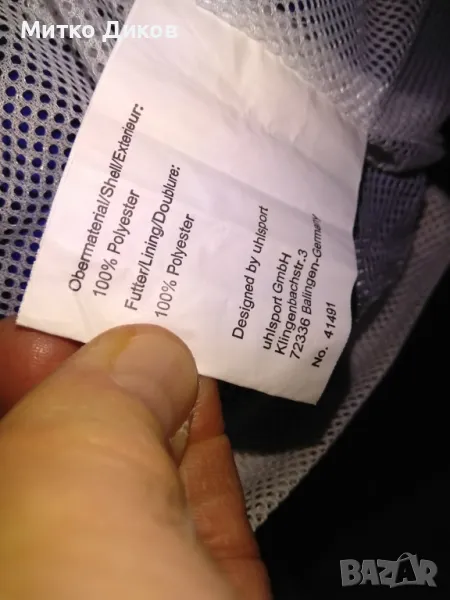 Митко Диков
Obermaterial/Shell/Exterieur:
100% Polyester
Futter/Lining/Doublure:
100% Polyester
Designed by uhlsport
uhlsport GmbH
Klingenbachstr.3
72336 Balingen-Germany
No. 41491
BAZAR